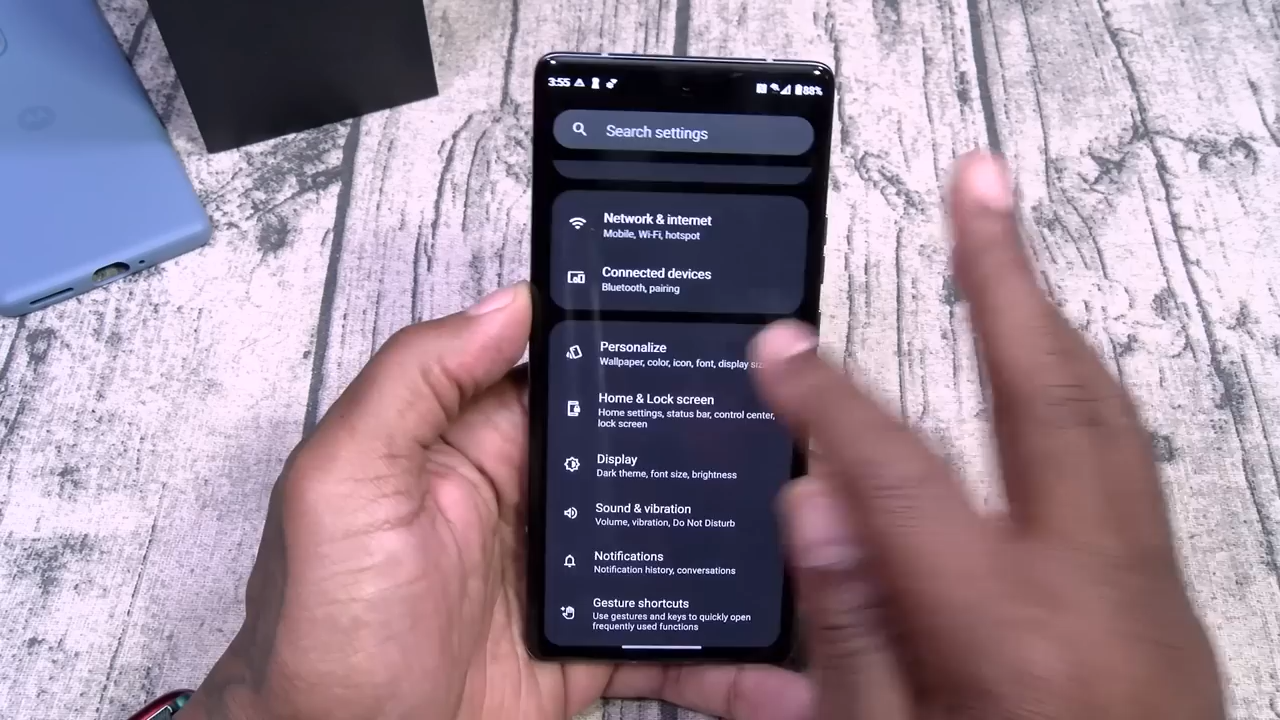 3:55 88%
Search settings
Network & internet
Mobile, Wi-Fi, hotspot
Connected devices
Bluetooth, pairing
Personalize
Wallpaper, color, icon, font, display
Home & Lock screen
Home settings, status bar, control center,
lock screen
Display
Dark theme, font size, brightness
Sound & vibration
Volume, vibration, Do Not Disturb
Notifications
Notification history, conversations
Gesture shortcuts
Use gestures and keys to quickly open
frequently used functions